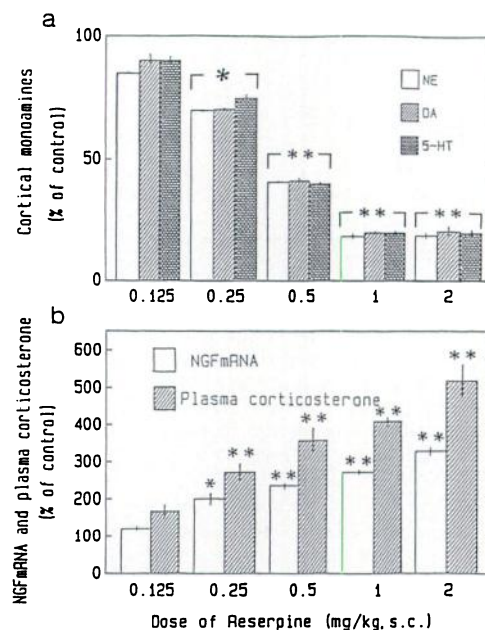 a
Cortical monoamines
(% of control)
100
50
0
NE
DA
5-HT
*
**
**
**
0.125 0.25 0.5 1 2
b
NGFmRNA and plasma corticosterone
(% of control)
600
500
400
300
200
100
0
NGFmRNA
Plasma corticosterone
* **
** **
** **
** **
0.125 0.25 0.5 1 2
Dose of Reserpine (mg/kg, s.c.)